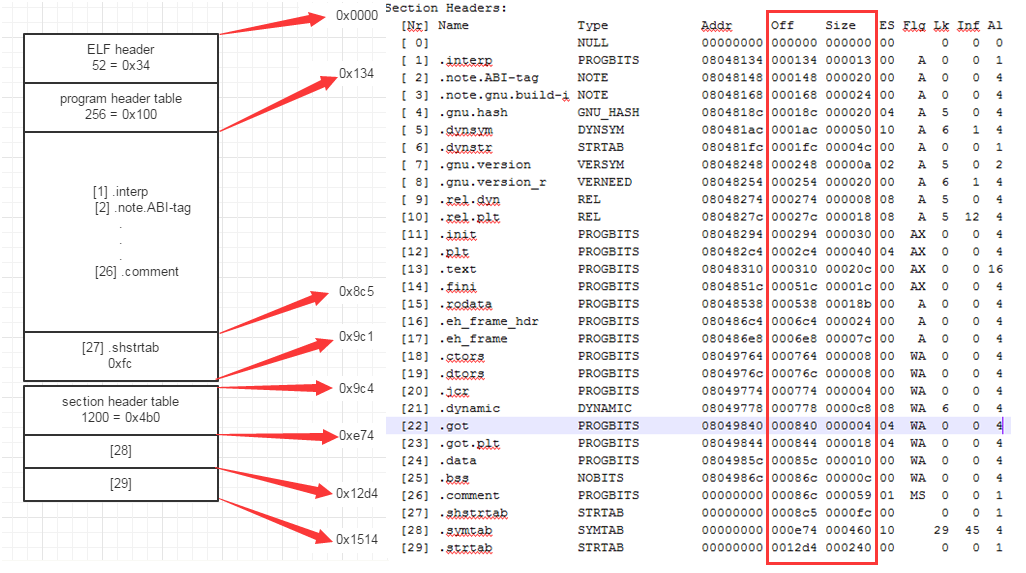 ELF header
52 = 0x34
program header table
256 = 0x100
[1] .interp
[2] .note.ABI-tag
.
.
.
[26] .comment
[27] .shstrtab
0xfc
section header table
1200 = 0x4b0
[28]
[29]
0x0000
0x134
0x8c5
0x9c1
0x9c4
0xe74
0x12d4
0x1514
Section Headers:
[Nr] Name Type Addr Off Size ES Flg Lk Inf Al
[ 0] NULL 00000000 000000 000000 00 0 0 0
[ 1] .interp PROGBITS 08048134 000134 000013 00 A 0 0 1
[ 2] .note.ABI-tag NOTE 08048148 000148 000020 00 A 0 0 4
[ 3] .note.gnu.build-i NOTE 08048168 000168 000024 00 A 0 0 4
[ 4] .gnu.hash GNU_HASH 0804818c 00018c 000020 04 A 5 0 4
[ 5] .dynsym DYNSYM 080481ac 0001ac 000050 10 A 6 1 4
[ 6] .dynstr STRTAB 080481fc 0001fc 00004c 00 A 0 0 1
[ 7] .gnu.version VERSYM 08048248 000248 00000a 02 A 5 0 2
[ 8] .gnu.version_r VERNEED 08048254 000254 000020 00 A 6 1 4
[ 9] .rel.dyn REL 08048274 000274 000008 08 A 5 0 4
[10] .rel.plt REL 0804827c 00027c 000018 08 A 5 12 4
[11] .init PROGBITS 08048294 000294 000030 00 AX 0 0 4
[12] .plt PROGBITS 080482c4 0002c4 000040 04 AX 0 0 4
[13] .text PROGBITS 08048310 000310 00020c 00 AX 0 0 16
[14] .fini PROGBITS 0804851c 00051c 00001c 00 AX 0 0 4
[15] .rodata PROGBITS 08048538 000538 00018b 00 A 0 0 4
[16] .eh_frame_hdr PROGBITS 080486c4 0006c4 000024 00 A 0 0 4
[17] .eh_frame PROGBITS 080486e8 0006e8 00007c 00 A 0 0 4
[18] .ctors PROGBITS 08049764 000764 000008 00 WA 0 0 4
[19] .dtors PROGBITS 0804976c 00076c 000008 00 WA 0 0 4
[20] .jcr PROGBITS 08049774 000774 000004 00 WA 0 0 4
[21] .dynamic DYNAMIC 08049778 000778 0000c8 08 WA 6 0 4
[22] .got PROGBITS 08049840 000840 000004 04 WA 0 0 4
[23] .got.plt PROGBITS 08049844 000844 000018 04 WA 0 0 4
[24] .data PROGBITS 0804985c 00085c 000010 00 WA 0 0 4
[25] .bss NOBITS 0804986c 00086c 00000c 00 WA 0 0 4
[26] .comment PROGBITS 00000000 00086c 000059 01 MS 0 0 1
[27] .shstrtab STRTAB 00000000 0008c5 0000fc 00 0 0 1
[28] .symtab SYMTAB 00000000 000e74 000460 10 29 45 4
[29] .strtab STRTAB 00000000 0012d4 000240 00 0 0 1